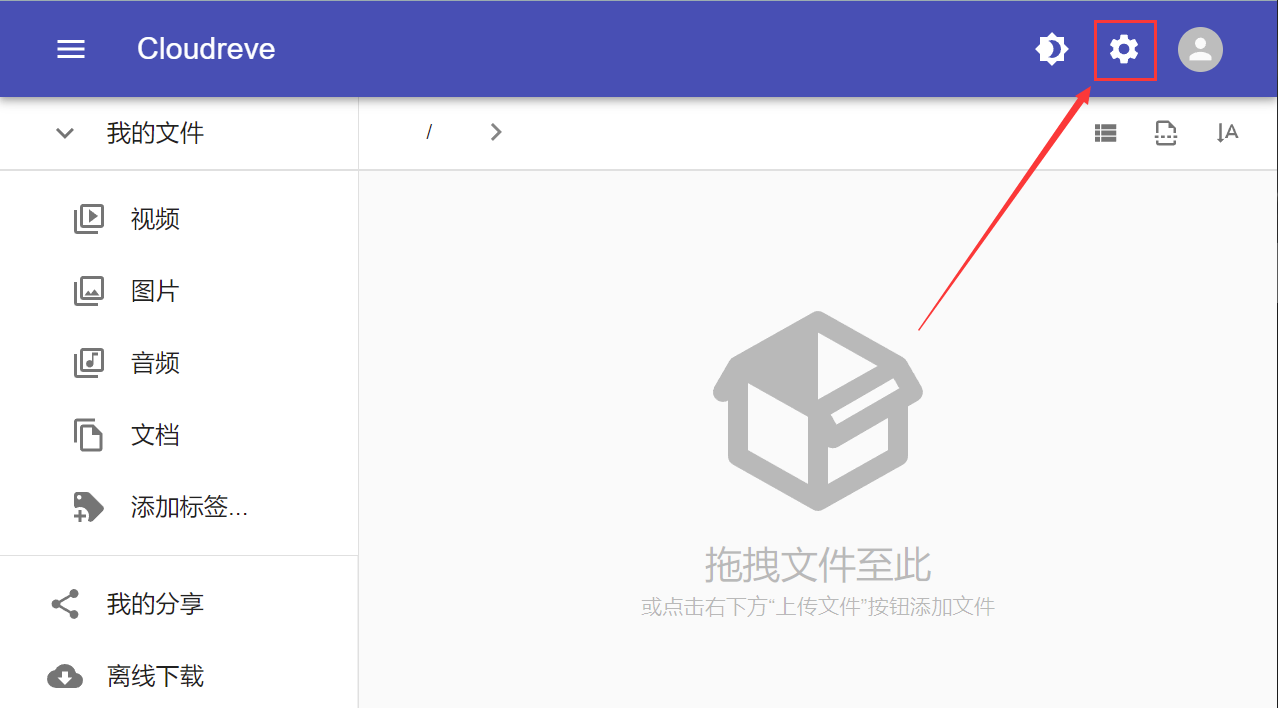 Cloudreve
我的文件
/
视频
图片
音频
文档
添加标签...
我的分享
离线下载
拖拽文件至此
或点击右下方“上传文件”按钮添加文件